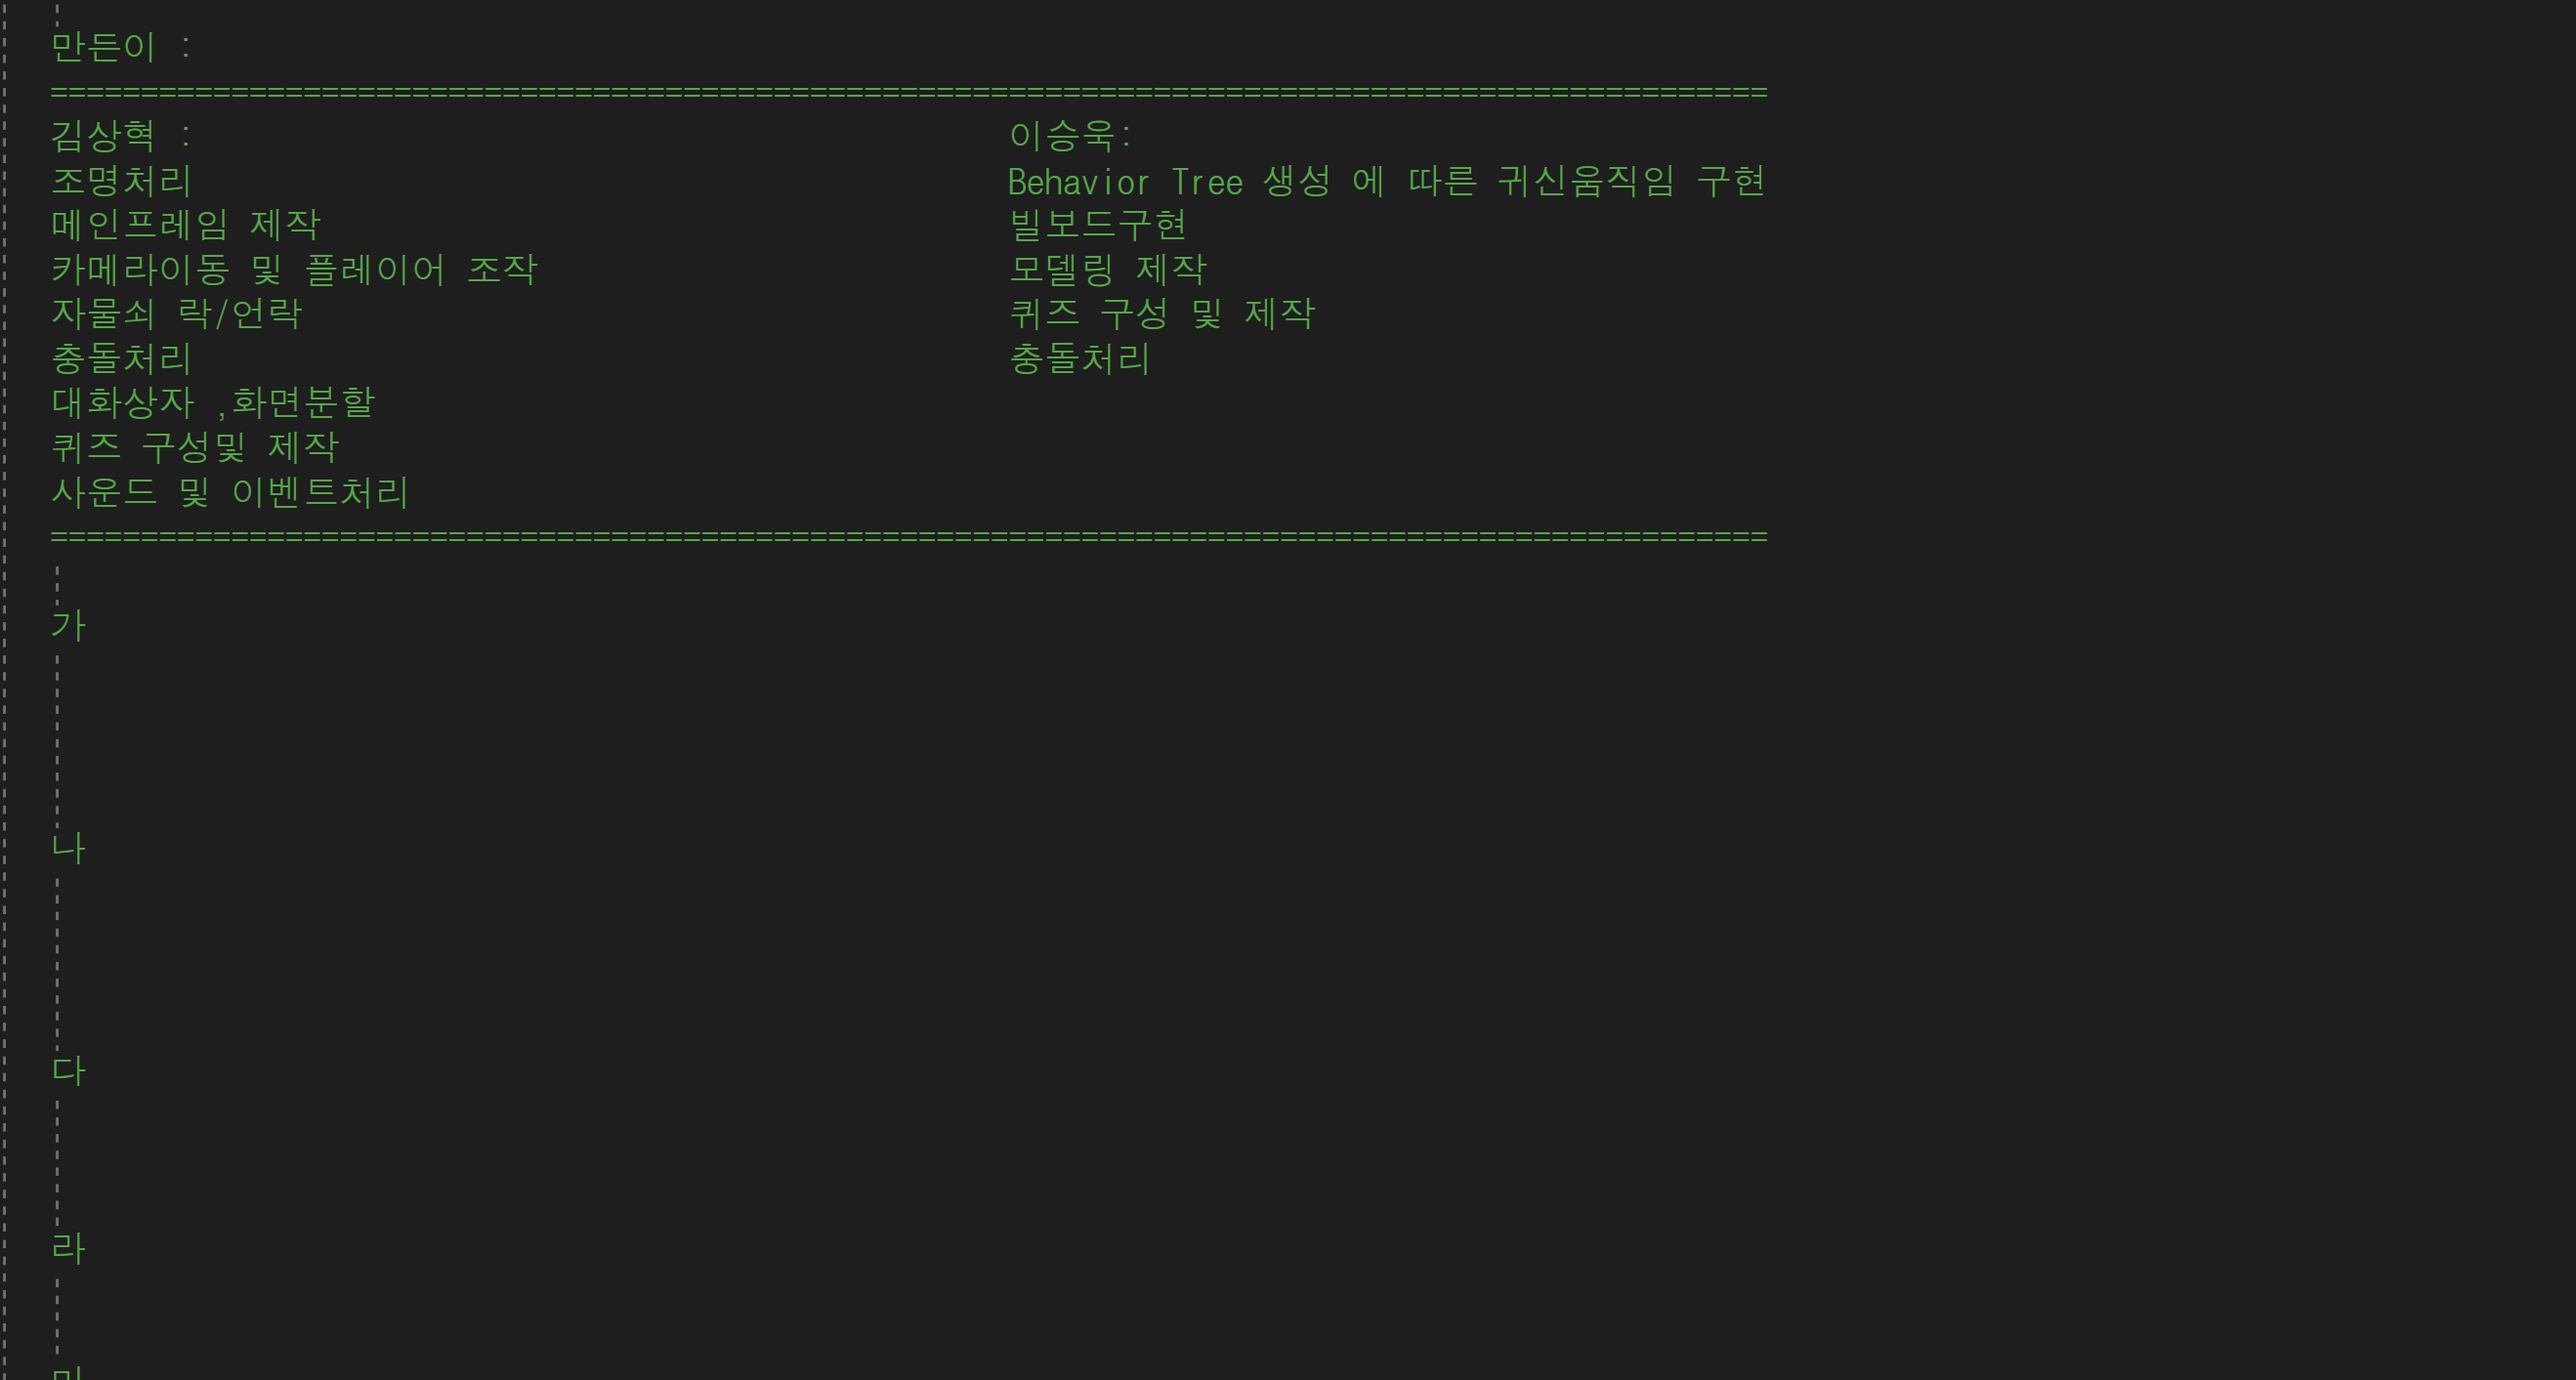 만든이 :
===============================================================================================
김상혁 : 이승욱:
조명처리 Behavior Tree 생성 에 따른 귀신움직임 구현
메인프레임 제작 빌보드구현
카메라이동 및 플레이어 조작 모델링 제작
자물쇠 락/언락 퀴즈 구성 및 제작
충돌처리 충돌처리
대화상자 ,화면분할
퀴즈 구성및 제작
사운드 및 이벤트처리
===============================================================================================
가
나
다
라